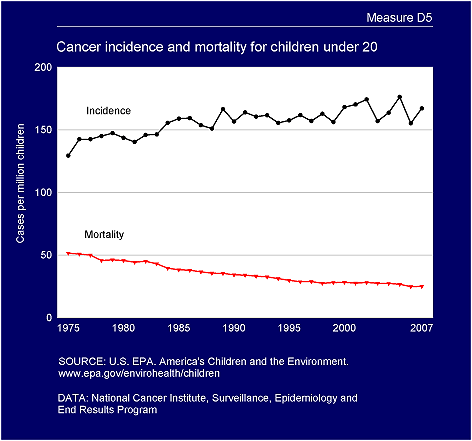 Measure D5
Cancer incidence and mortality for children under 20
Cases per million children
200
150
100
50
0
Incidence
Mortality
1975 1980 1985 1990 1995 2000 2007
SOURCE: U.S. EPA. America's Children and the Environment.
www.epa.gov/envirohealth/children
DATA: National Cancer Institute, Surveillance, Epidemiology and
End Results Program